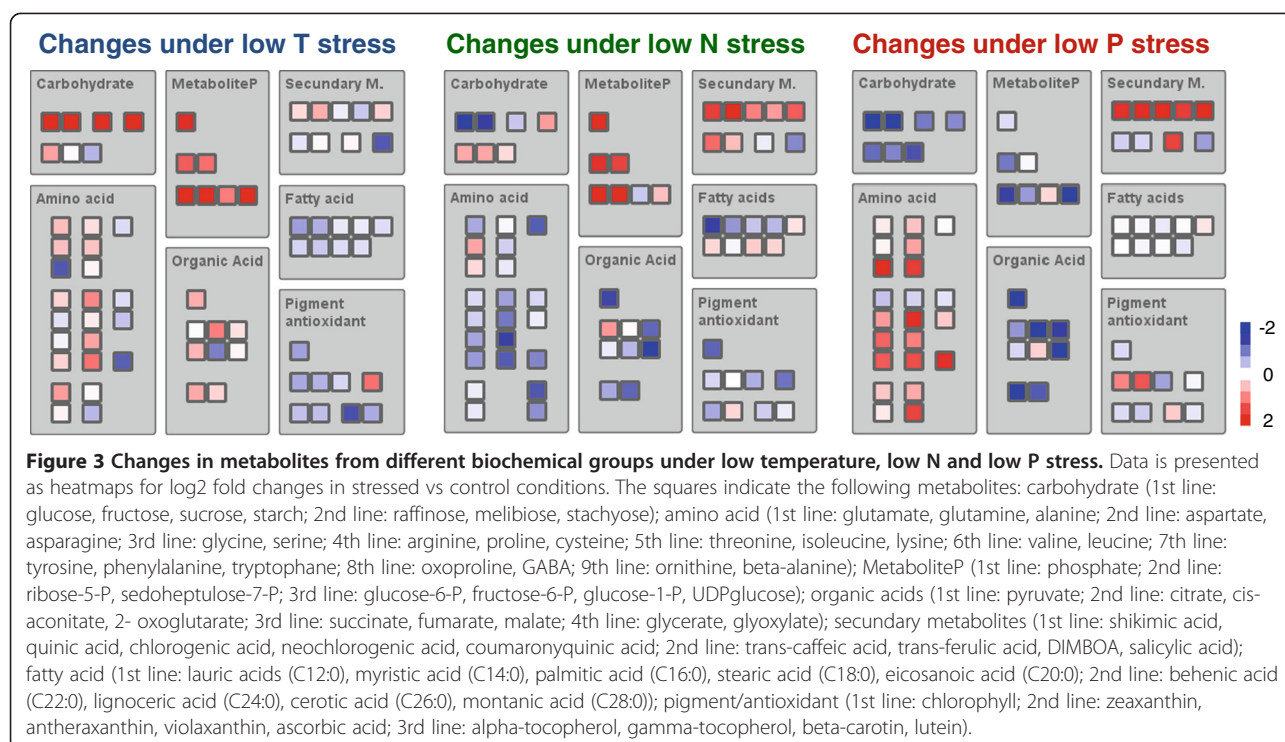 Changes under low T stress
Changes under low N stress
Changes under low P stress
Carbohydrate
MetaboliteP
Secundary M.
Amino acid
Fatty acid
Organic Acid
Pigment
antioxidant
Carbohydrate
MetaboliteP
Secundary M.
Amino acid
Fatty acids
Organic Acid
Pigment
antioxidant
Carbohydrate
MetaboliteP
Secundary M.
Amino acid
Fatty acids
Organic Acid
Pigment
antioxidant
-2
0
2
Figure 3 Changes in metabolites from different biochemical groups under low temperature, low N and low P stress. Data is presented
as heatmaps for log2 fold changes in stressed vs control conditions. The squares indicate the following metabolites: carbohydrate (1st line:
glucose, fructose, sucrose, starch; 2nd line: raffinose, melibiose, stachyose); amino acid (1st line: glutamate, glutamine, alanine; 2nd line: aspartate,
asparagine; 3rd line: glycine, serine; 4th line: arginine, proline, cysteine; 5th line: threonine, isoleucine, lysine; 6th line: valine, leucine; 7th line:
tyrosine, phenylalanine, tryptophane; 8th line: oxoproline, GABA; 9th line: ornithine, beta-alanine); MetaboliteP (1st line: phosphate; 2nd line:
ribose-5-P, sedoheptulose-7-P; 3rd line: glucose-6-P, fructose-6-P, glucose-1-P, UDPglucose); organic acids (1st line: pyruvate; 2nd line: citrate, cis-
aconitate, 2- oxoglutarate; 3rd line: succinate, fumarate, malate; 4th line: glycerate, glyoxylate); secondary metabolites (1st line: shikimic acid,
quinic acid, chlorogenic acid, neochlorogenic acid, coumaronyquinic acid; 2nd line: trans-caffeic acid, trans-ferulic acid, DIMBOA, salicylic acid);
fatty acid (1st line: lauric acids (C12:0), myristic acid (C14:0), palmitic acid (C16:0), stearic acid (C18:0), eicosanoic acid (C20:0); 2nd line: behenic acid
(C22:0), lignoceric acid (C24:0), cerotic acid (C26:0), montanic acid (C28:0)); pigment/antioxidant (1st line: chlorophyll; 2nd line: zeaxanthin,
antheraxanthin, violaxanthin, ascorbic acid; 3rd line: alpha-tocopherol, gamma-tocopherol, beta-carotin, lutein).